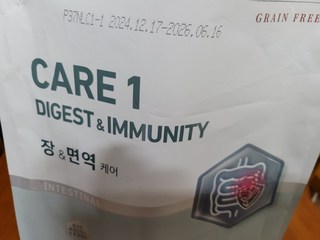 P37NLC1-1 2024.12.17-2026.06.16
GRAIN FREE
CARE 1
DIGEST & IMMUNITY
장 & 면역 케어
INTESTINAL